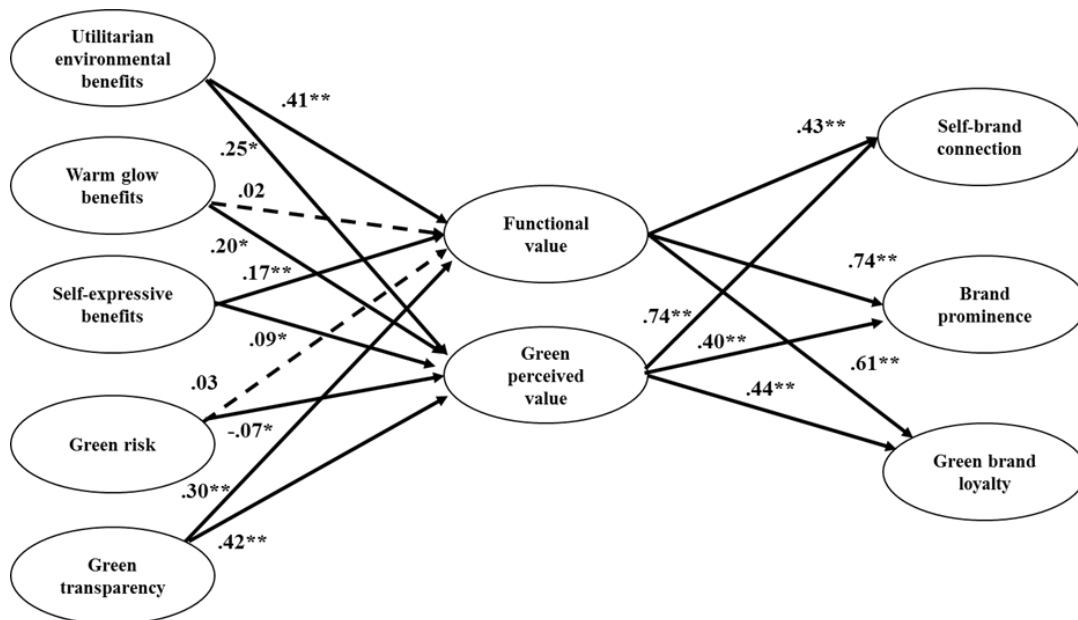 Utilitarian
environmental
benefits
.41**
.25*
Warm glow
benefits
.02
.20*
Self-expressive
benefits
.17**
.09*
Green risk
.03
-.07*
Green
transparency
.30**
.42**
Functional
value
Green
perceived
value
.43**
.74**
.61**
.74**
.40**
.44**
Self-brand
connection
Brand
prominence
Green brand
loyalty